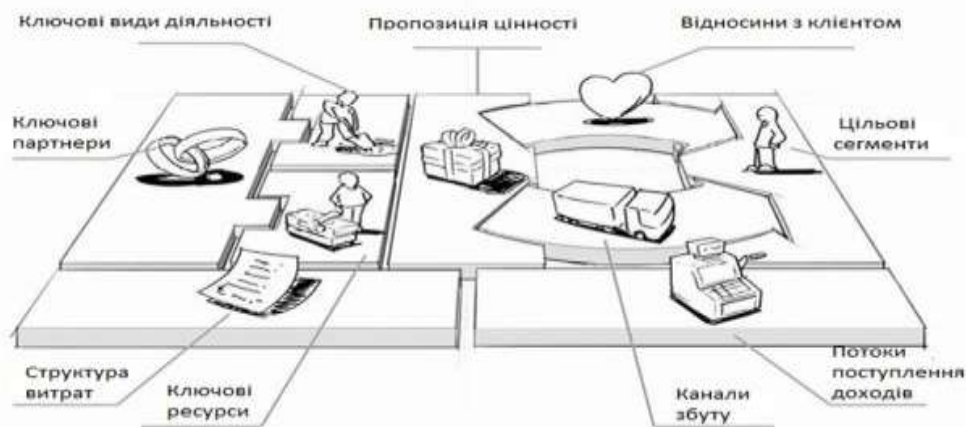 Ключові види діяльності
Пропозиція цінності
Відносини з клієнтом
Ключові
партнери
Цільові
сегменти
Структура
витрат
Ключові
ресурси
Канали
збуту
Потоки
поступлення
доходів